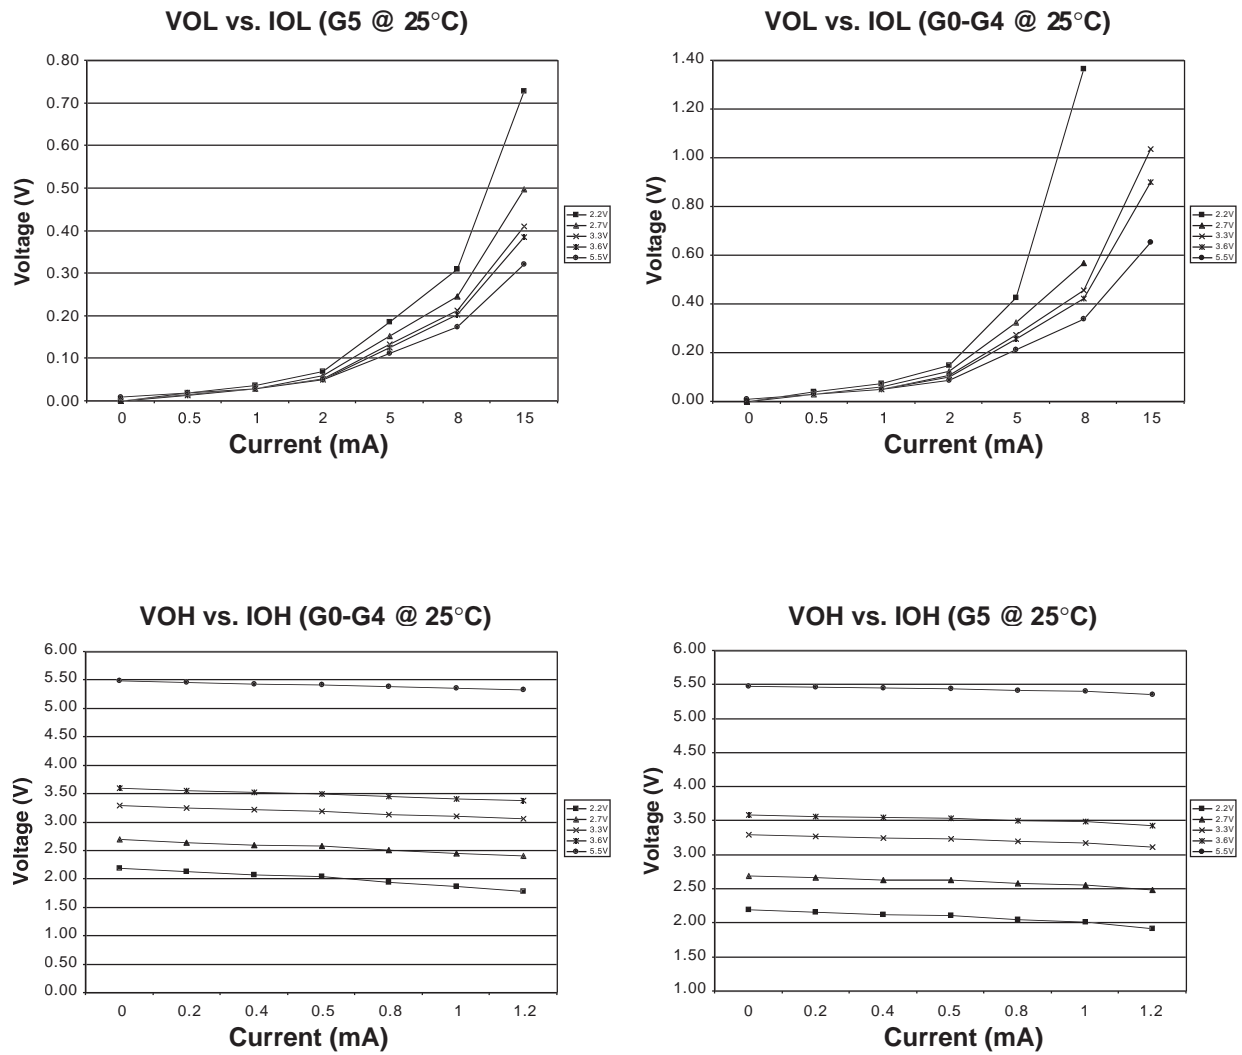 VOL vs. IOL (G5 @ 25°C)
0.80
0.70
0.60
0.50
0.40
0.30
0.20
0.10
0.00
Voltage (V)
0 0.5 1 2 5 8 15
Current (mA)
2.2V
2.7V
3.3V
3.6V
5.5V
VOL vs. IOL (G0-G4 @ 25°C)
1.40
1.20
1.00
0.80
0.60
0.40
0.20
0.00
Voltage (V)
0 0.5 1 2 5 8 15
Current (mA)
2.2V
2.7V
3.3V
3.6V
5.5V
VOH vs. IOH (G0-G4 @ 25°C)
6.00
5.50
5.00
4.50
4.00
3.50
3.00
2.50
2.00
1.50
1.00
0.50
0.00
Voltage (V)
0 0.2 0.4 0.5 0.8 1 1.2
Current (mA)
2.2V
2.7V
3.3V
3.6V
5.5V
VOH vs. IOH (G5 @ 25°C)
6.00
5.50
5.00
4.50
4.00
3.50
3.00
2.50
2.00
1.50
1.00
Voltage (V)
0 0.2 0.4 0.5 0.8 1 1.2
Current (mA)
2.2V
2.7V
3.3V
3.6V
5.5V